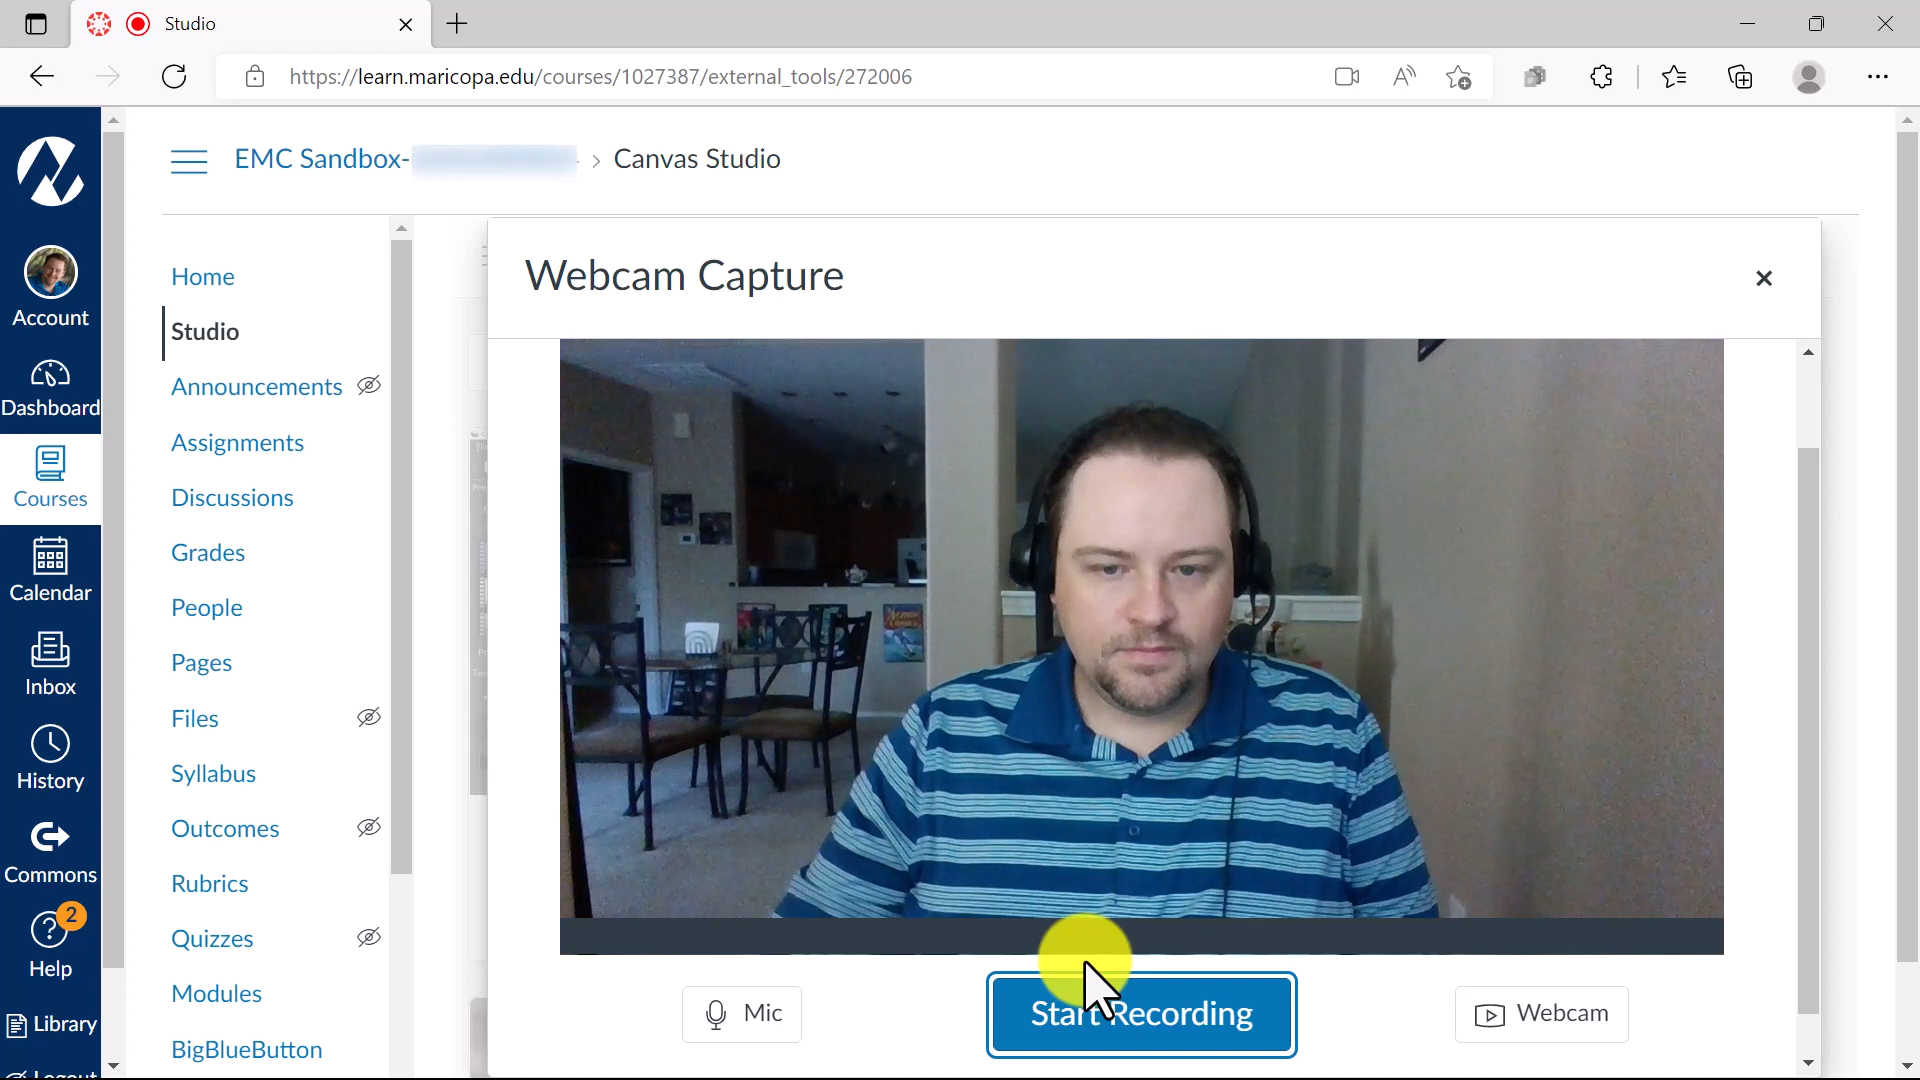 Studio
https://learn.maricopa.edu/courses/1027387/external_tools/272006
EMC Sandbox-
Canvas Studio
Account
Dashboard
Courses
Calendar
Inbox
History
Commons
2
Help
Library
Home
Studio
Announcements
Assignments
Discussions
Grades
People
Pages
Files
Syllabus
Outcomes
Rubrics
Quizzes
Modules
BigBlueButton
Webcam Capture
Mic
Start Recording
Webcam